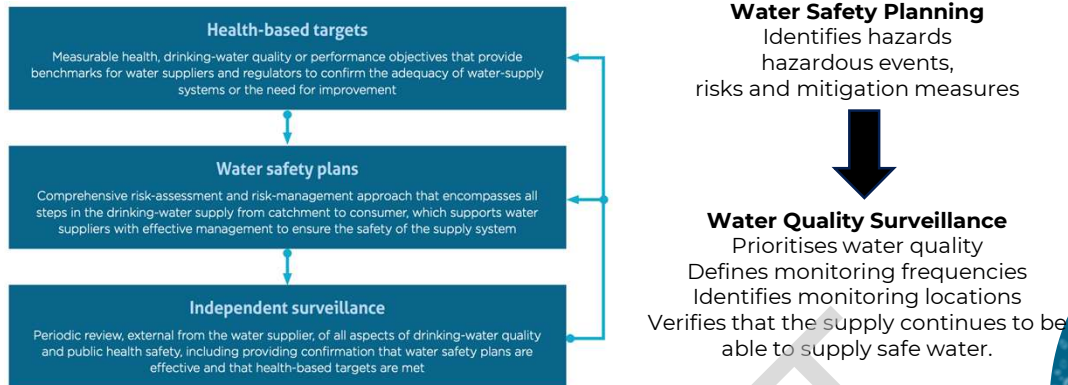 Health-based targets
Measurable health, drinking-water quality or performance objectives that provide
benchmarks for water suppliers and regulators to confirm the adequacy of water-supply
systems or the need for improvement
Water safety plans
Comprehensive risk-assessment and risk-management approach that encompasses all
steps in the drinking-water supply from catchment to consumer, which supports water
suppliers with effective management to ensure the safety of the supply system
Independent surveillance
Periodic review, external from the water supplier, of all aspects of drinking-water quality
and public health safety, including providing confirmation that water safety plans are
effective and that health-based targets are met
Water Safety Planning
Identifies hazards
hazardous events,
risks and mitigation measures
Water Quality Surveillance
Prioritises water quality
Defines monitoring frequencies
Identifies monitoring locations
Verifies that the supply continues to be
able to supply safe water.